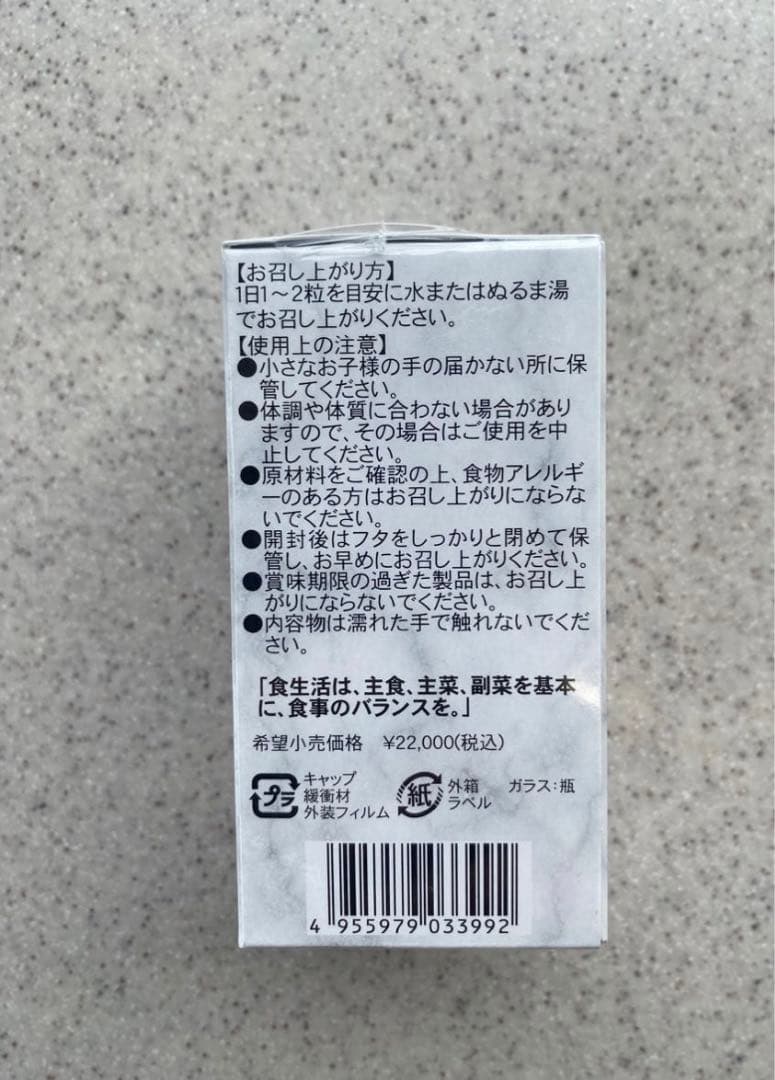 【お召し上がり方】
1日1～2粒を目安に水またはぬるま湯
でお召し上がりください。
【使用上の注意】
●小さなお子様の手の届かない所に保
管してください。
●体調や体質に合わない場合があり
ますので、その場合はご使用を中
止してください。
●原材料をご確認の上、食物アレルギ
ーのある方はお召し上がりにならな
いでください。
●開封後はフタをしっかりと閉めて保
管し、お早めにお召し上がりください。
●賞味期限の過ぎた製品は、お召し上
がりにならないでください。
●内容物は濡れた手で触れないでくだ
さい。
「食生活は、主食、主菜、副菜を基本
に、食事のバランスを。」
希望小売価格 ¥22,000(税込)
プラ
キャップ
緩衝材
外装フィルム
紙
外箱
ラベル
ガラス:瓶
4 955979 033992